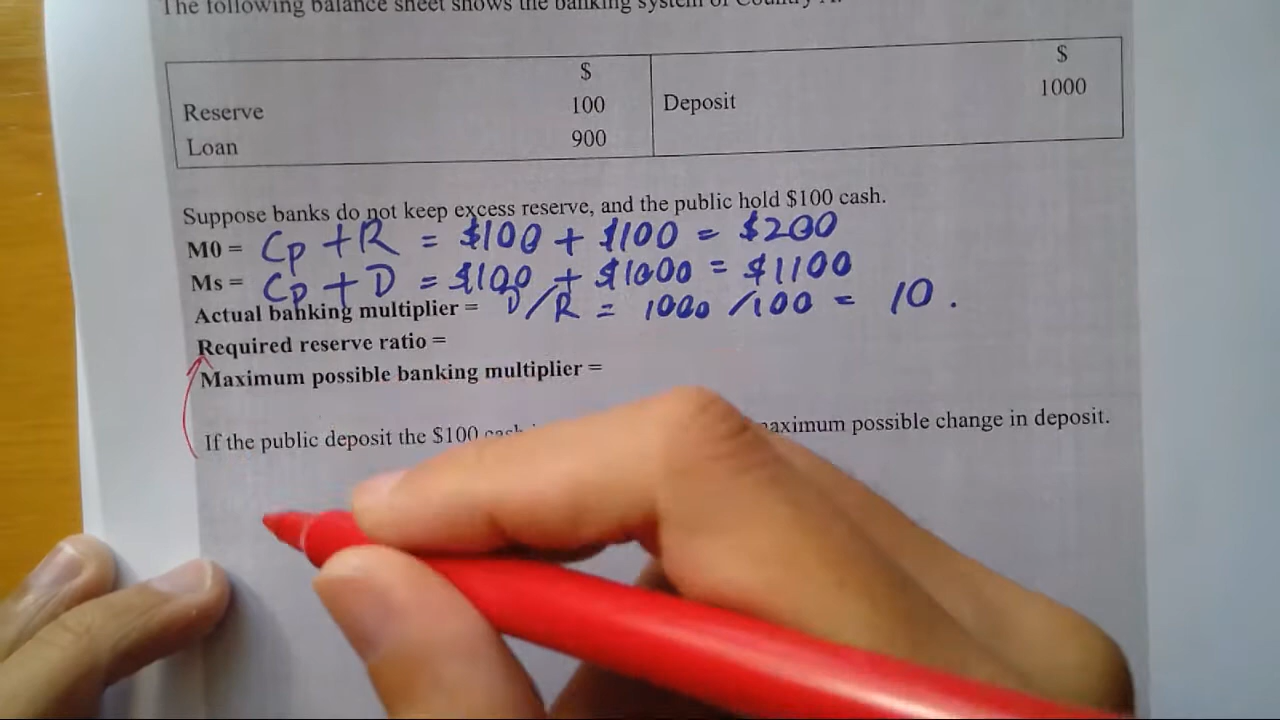 The following balance sheet shows the banking system of Country A.
$ $
Reserve 100 Deposit 1000
Loan 900
Suppose banks do not keep excess reserve, and the public hold $100 cash.
M0 = Cp + R = $100 + $100 = $200
Ms = Cp + D = $100 + $1000 = $1100
Actual banking multiplier = D/R = 1000 /100 = 10 .
Required reserve ratio =
Maximum possible banking multiplier =
If the public deposit the $100 cash maximum possible change in deposit.